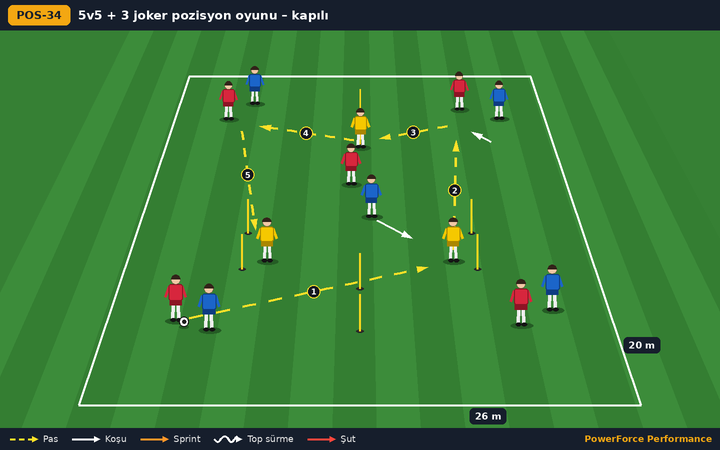 POS-34 5v5 + 3 joker pozisyon oyunu – kapılı
4
3
5
2
1
20 m
26 m
Pas Koşu Sprint Top sürme Şut PowerForce Performance